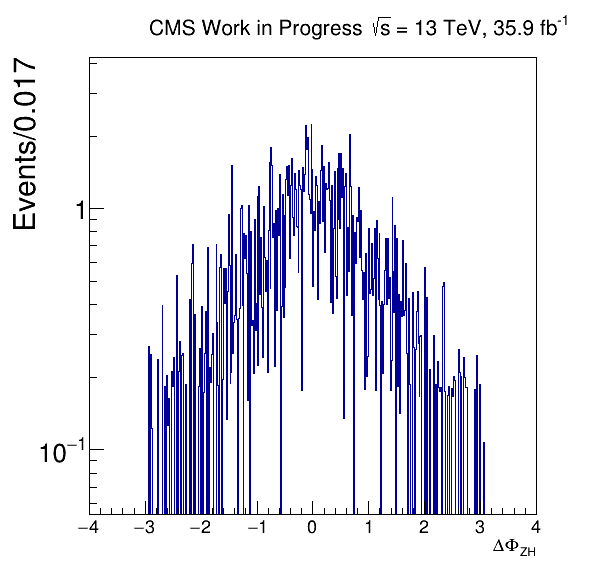 CMS Work in Progress √s = 13 TeV, 35.9 fb⁻¹
Events/0.017
1
10⁻¹
−4 −3 −2 −1 0 1 2 3 4
ΔΦ_ZH